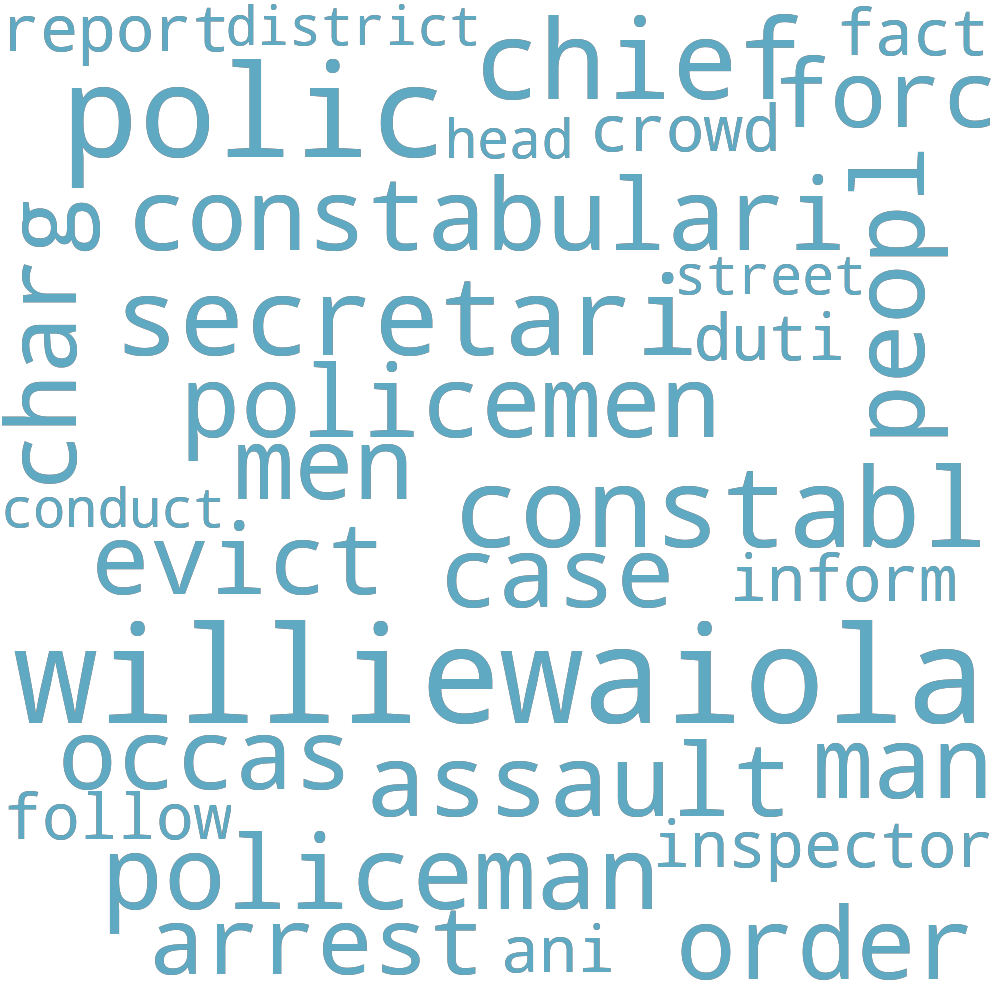 report district chief fact
polic head crowd forc
charg constabulari peopl
secretari street
duti
policemen
men
conduct constabl
evict case inform
williewaiola
occas assault man
follow
policeman inspector
arrest ani order